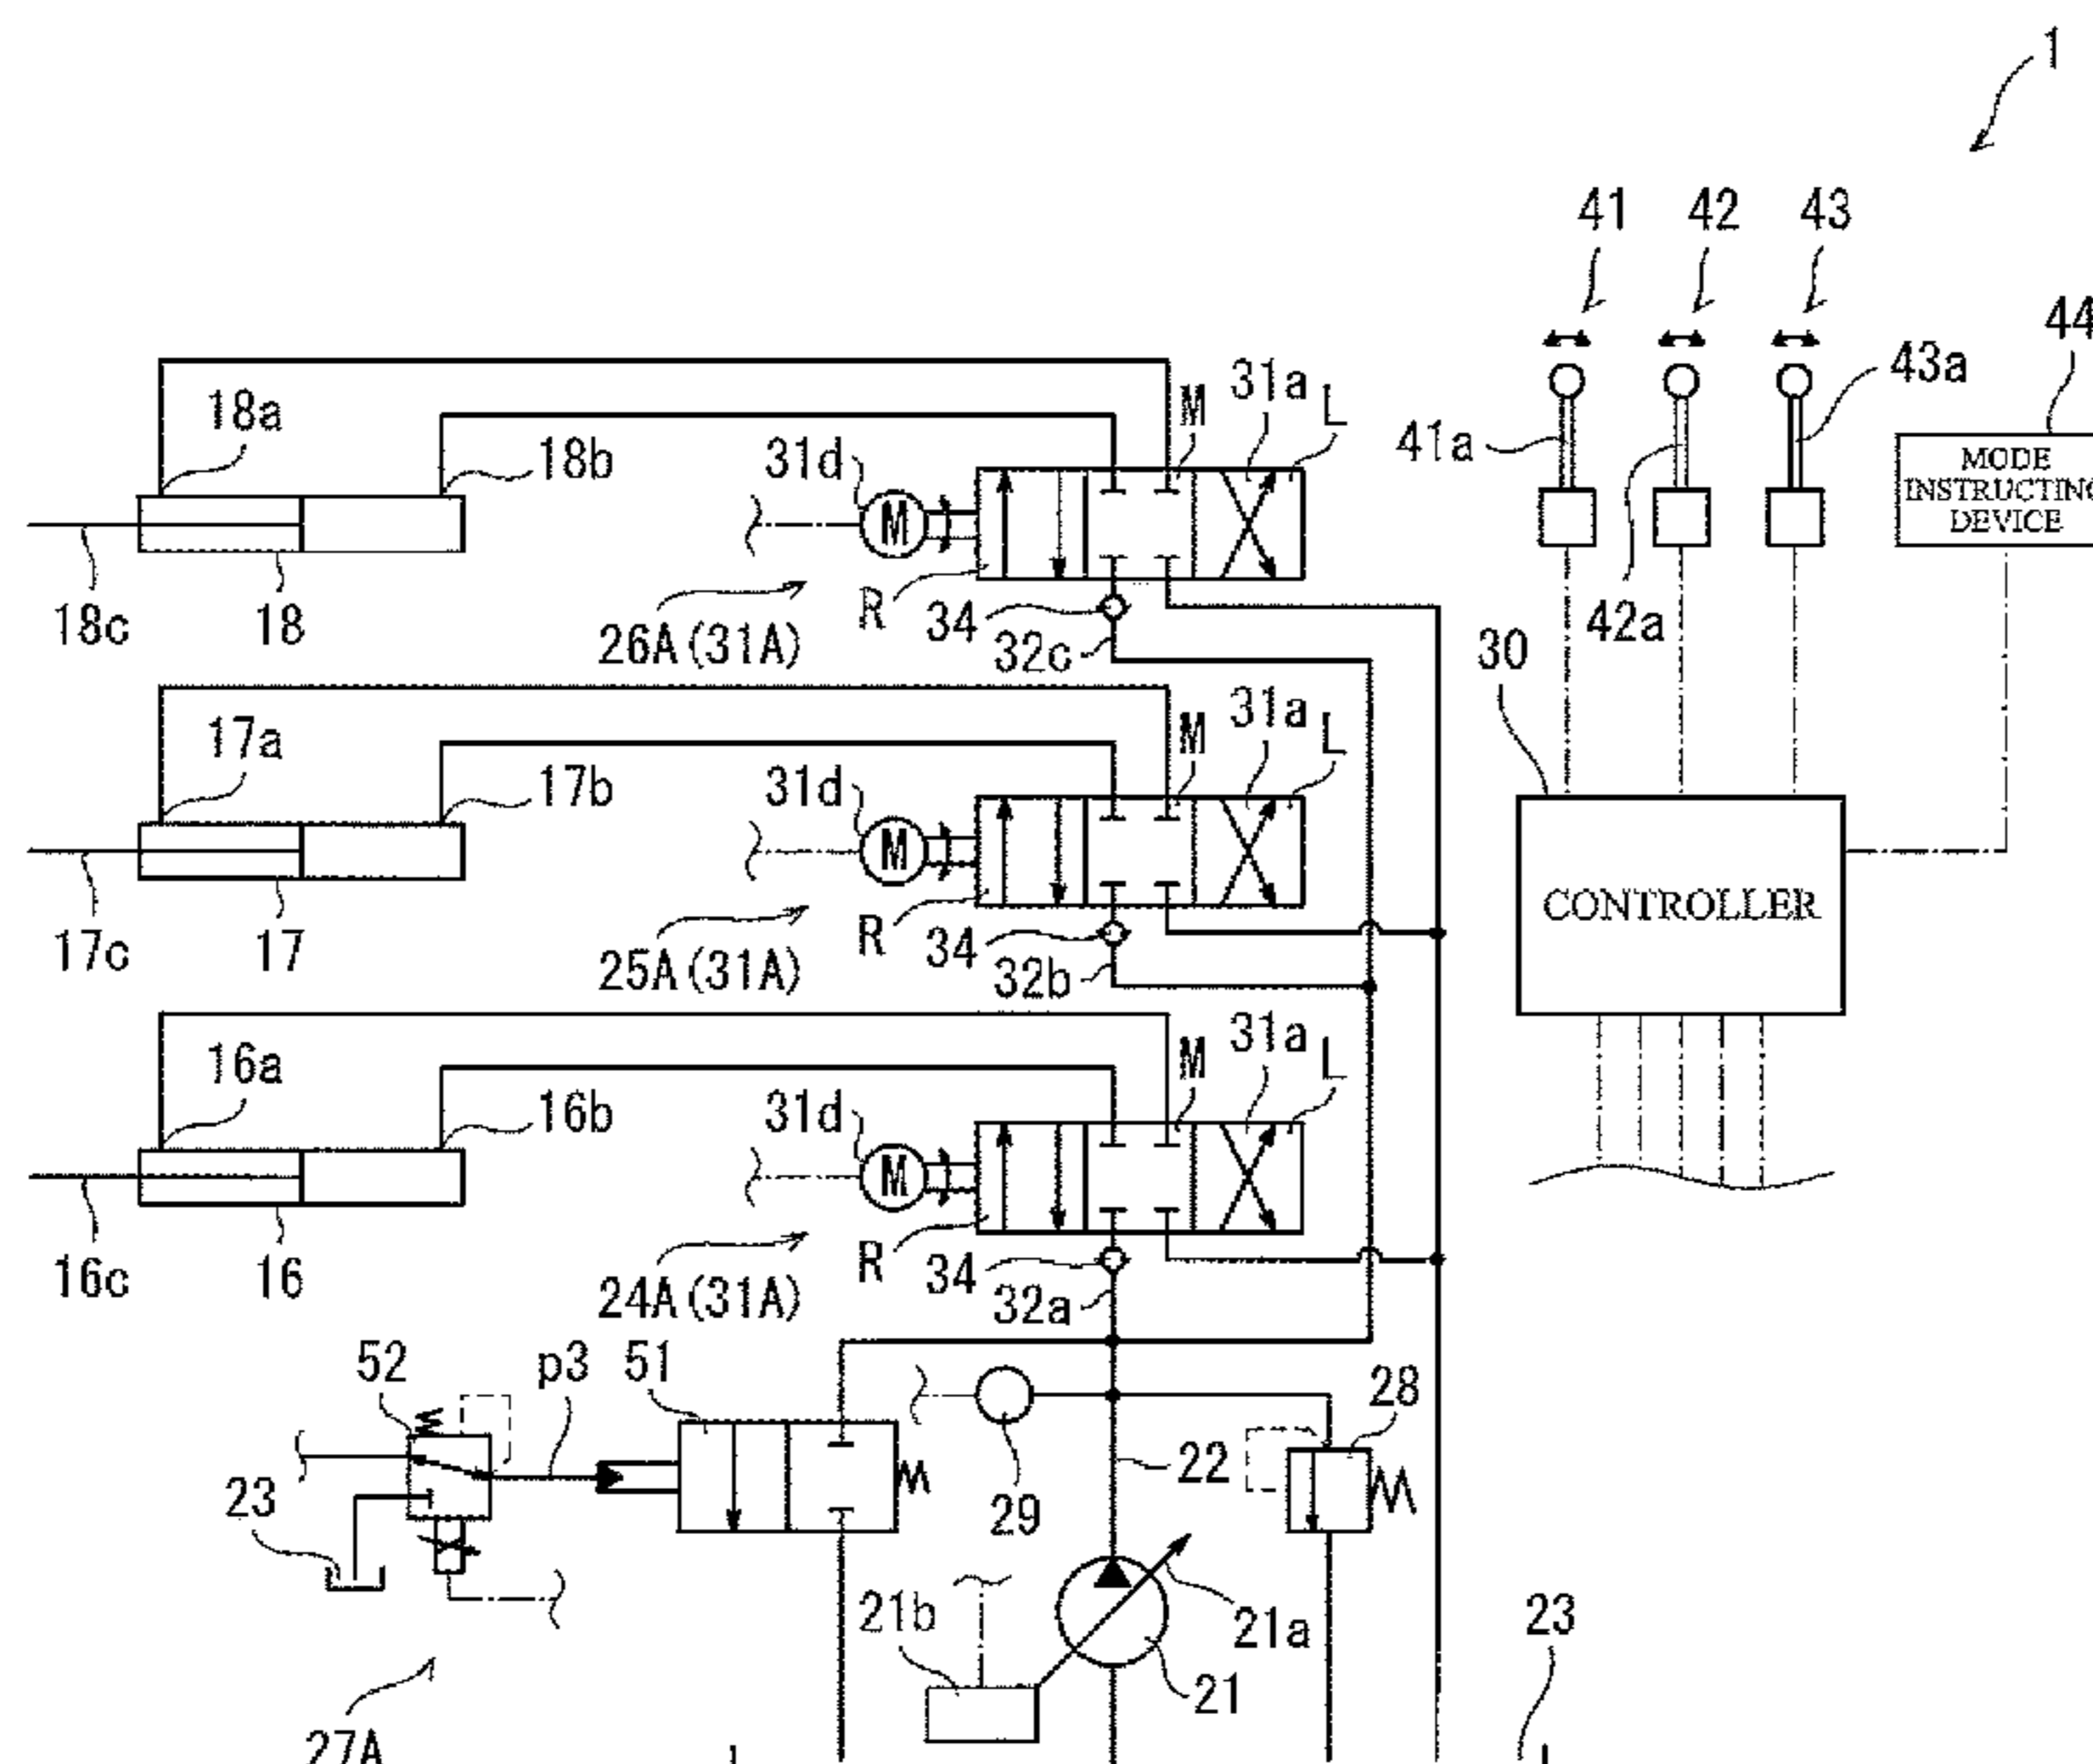 1
41 42 43
44
18a
18b
31d
M
31a
L
41a
43a
MODE
INSTRUCTING
DEVICE
M
18c
18
26A (31A)
R
34
32c
42a
30
17a
17b
31d
M
31a
L
M
CONTROLLER
17c
17
25A (31A)
R
34
32b
16a
16b
31d
M
31a
L
M
16c
16
24A (31A)
R
34
32a
52
p3
51
28
23
29
22
21b
21a
21
23
27A